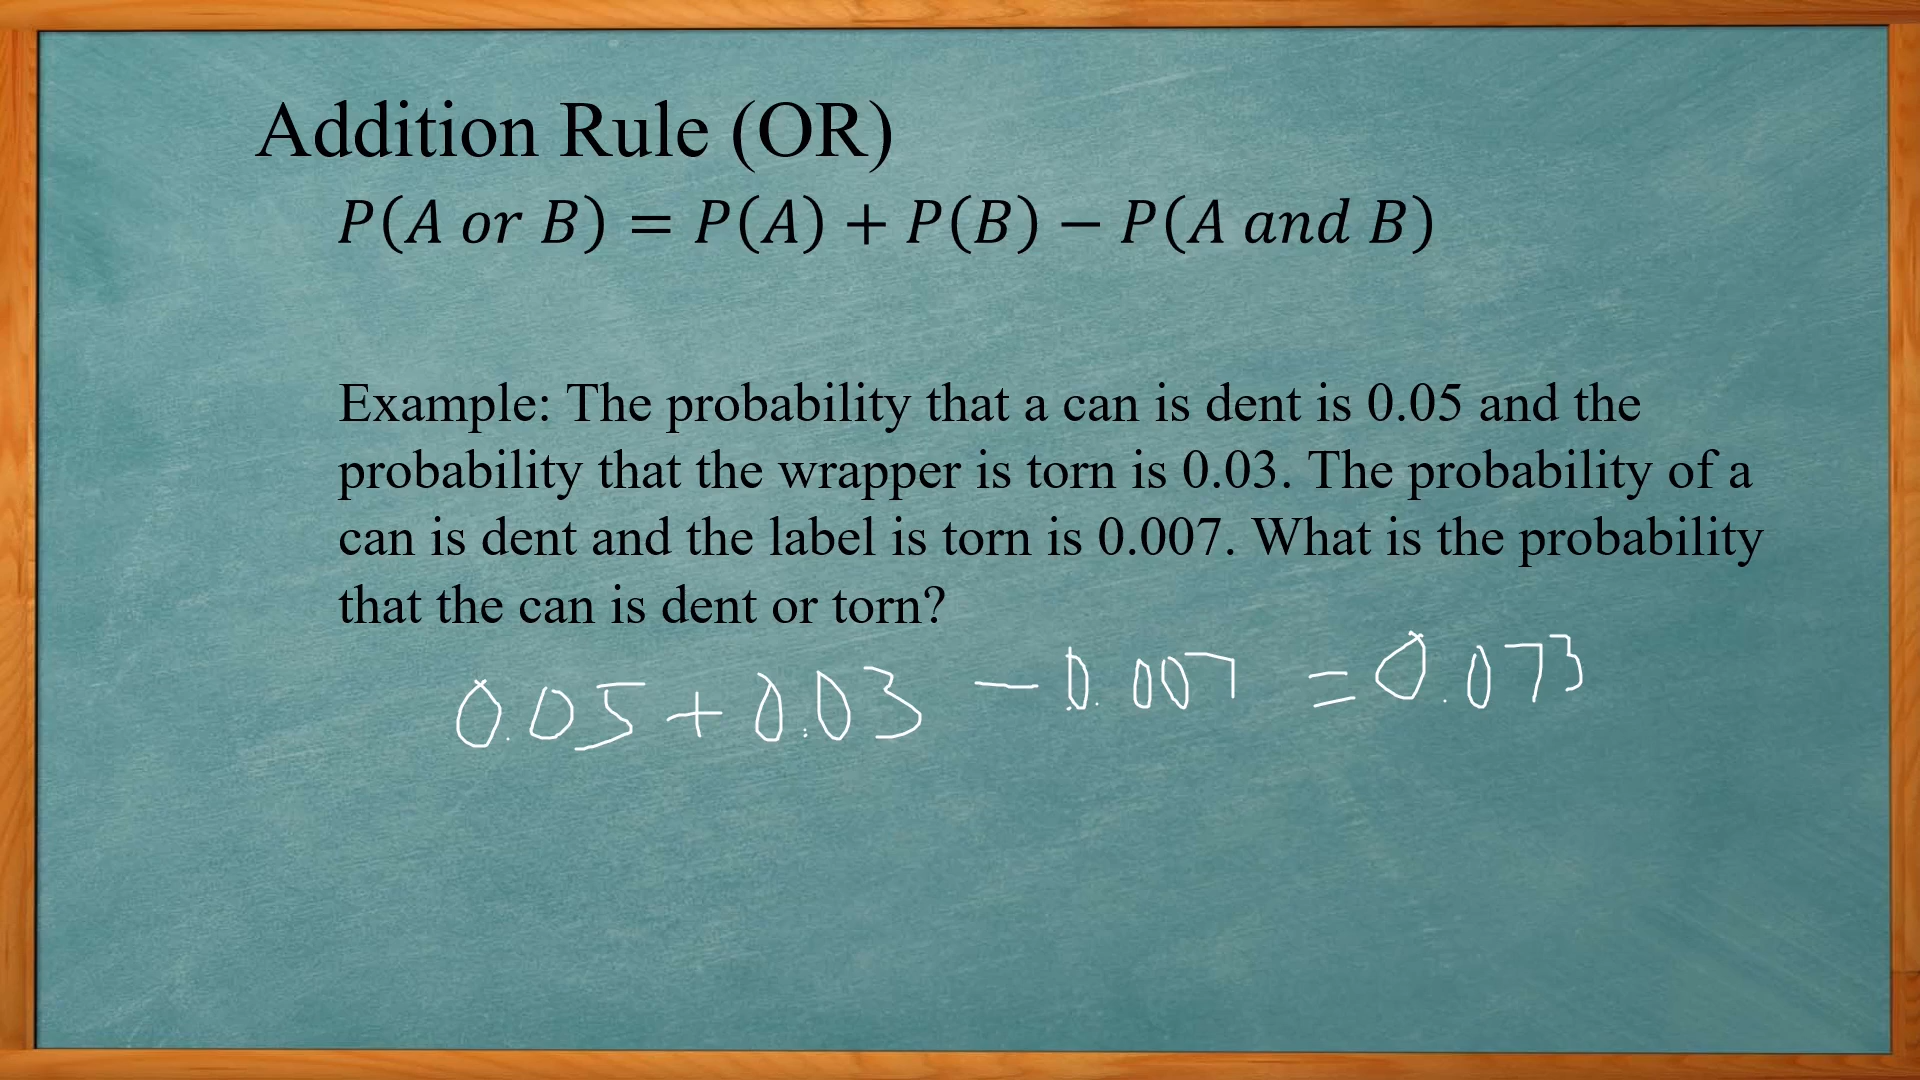 Addition Rule (OR)
P(A or B) = P(A) + P(B) − P(A and B)
Example: The probability that a can is dent is 0.05 and the
probability that the wrapper is torn is 0.03. The probability of a
can is dent and the label is torn is 0.007. What is the probability
that the can is dent or torn?
0.05 + 0.03 − 0.007 = 0.073